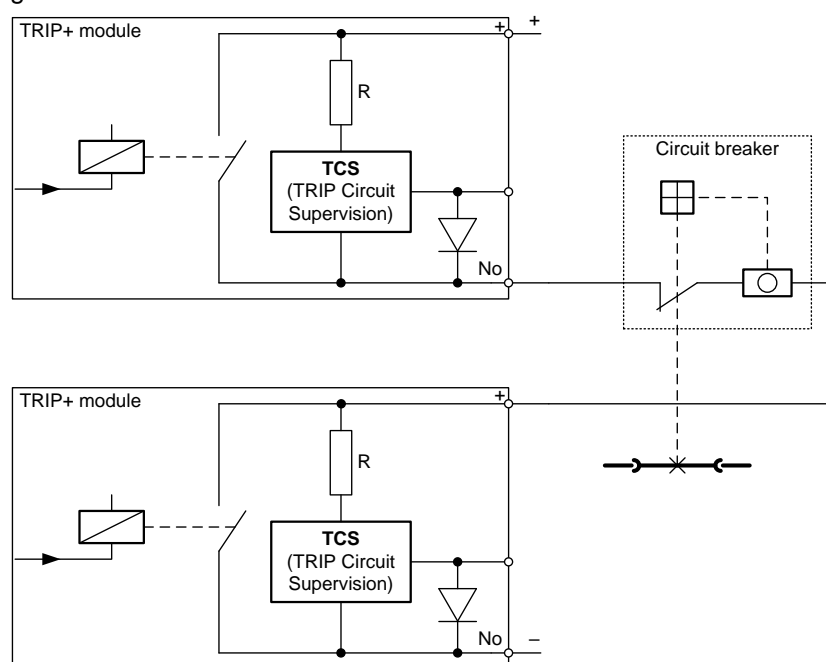 g
TRIP+ module
+
+
R
TCS
(TRIP Circuit
Supervision)
No
Circuit breaker
TRIP+ module
+
R
TCS
(TRIP Circuit
Supervision)
No
–